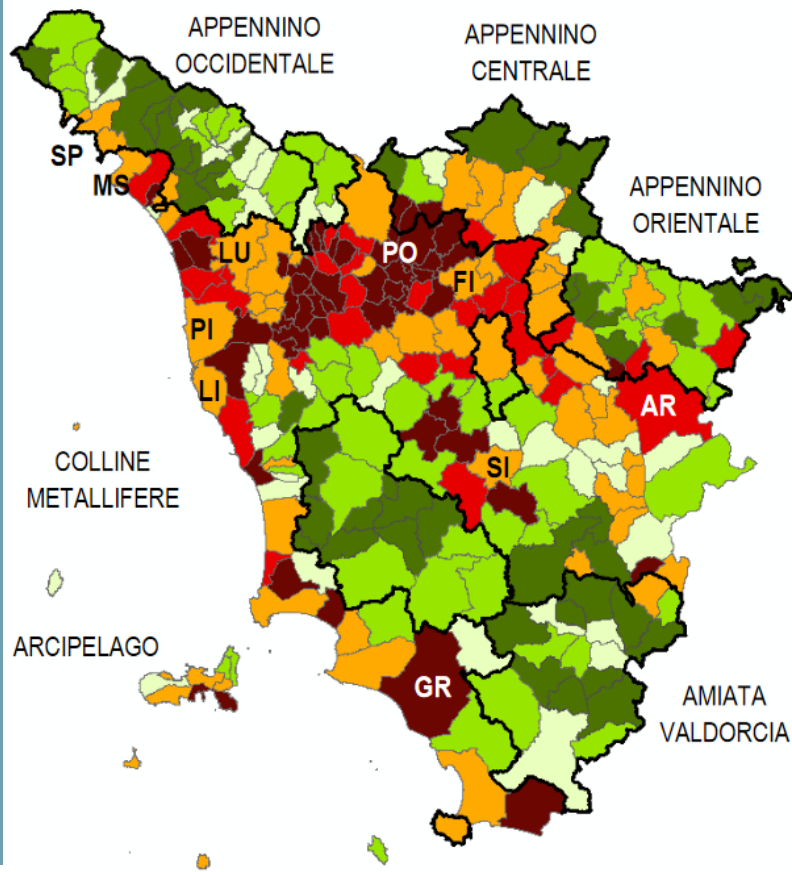 APPENNINO
OCCIDENTALE
APPENNINO
CENTRALE
SP
MS
APPENNINO
ORIENTALE
LU
PO
FI
PI
LI
AR
COLLINE
METALLIFERE
SI
ARCIPELAGO
GR
AMIATA
VALDORCIA